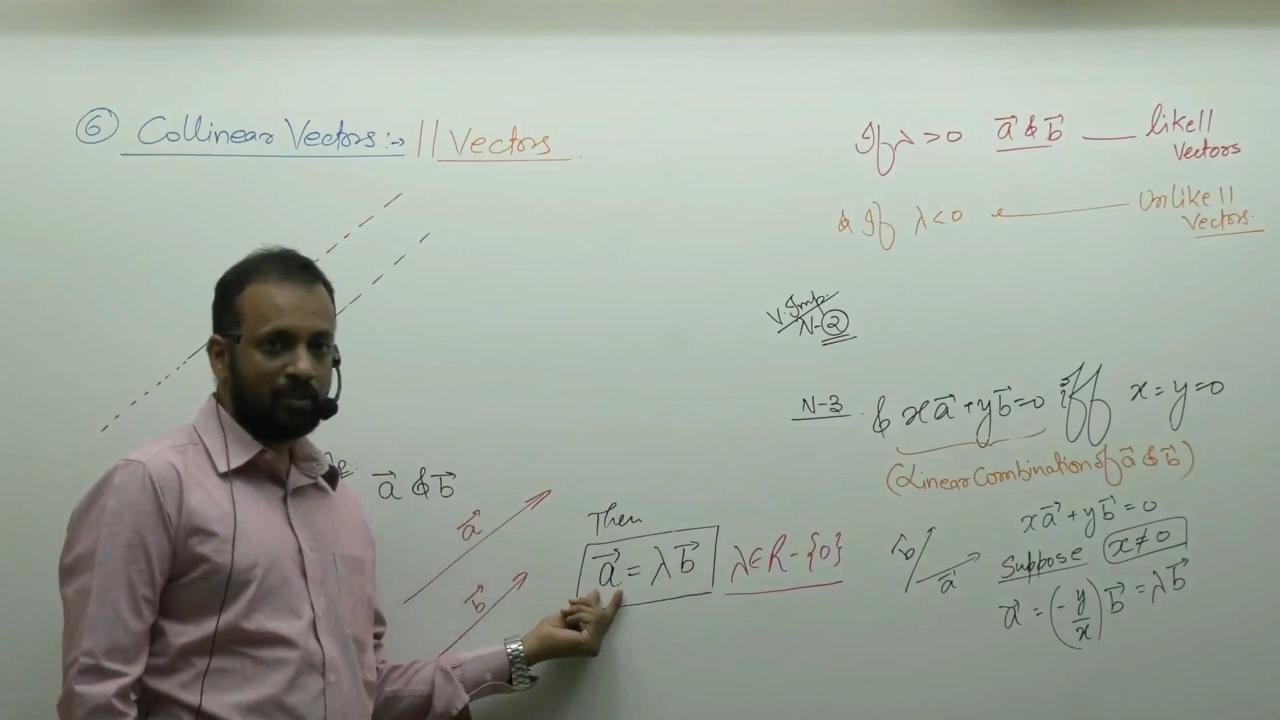 ⑥ Collinear Vectors:→ || Vectors
If λ > 0 a⃗ & b⃗ — like || Vectors
& If λ < 0 — Unlike || Vectors.
V. Imp.
N-②
N-3 & xa⃗ + yb⃗ = 0 iff x = y = 0
(Linear Combination of a⃗ & b⃗)
a⃗ & b⃗
a⃗
b⃗
Then
a⃗ = λb⃗ λ∈R-{0}
b⃗
a⃗
xa⃗ + yb⃗ = 0
Suppose x ≠ 0
a⃗ = (-y/x) b⃗ = λb⃗